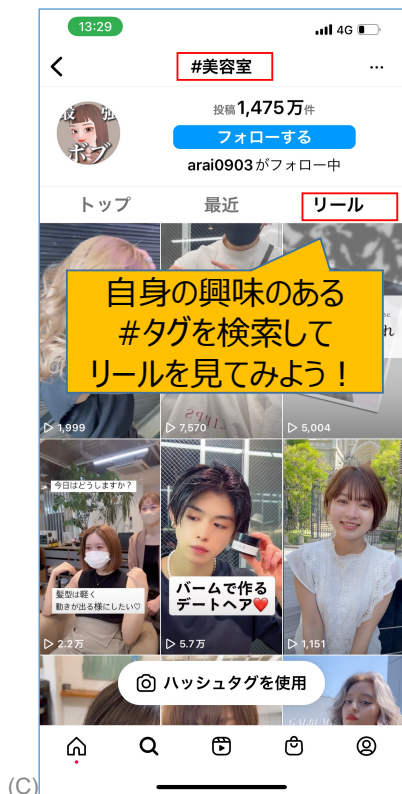 13:29
4G
#美容室
最強
ボブ
投稿1,475万件
フォローする
arai0903がフォロー中
トップ
最近
リール
自身の興味のある
#タグを検索して
リールを見てみよう！
れ
1,999
7,570
5,004
今日はどうしますか？
髪型は軽く
動きが出る様にしたい♡
バームで作る
デートヘア❤️
2.2万
5.7万
1,151
ハッシュタグを使用
(C)